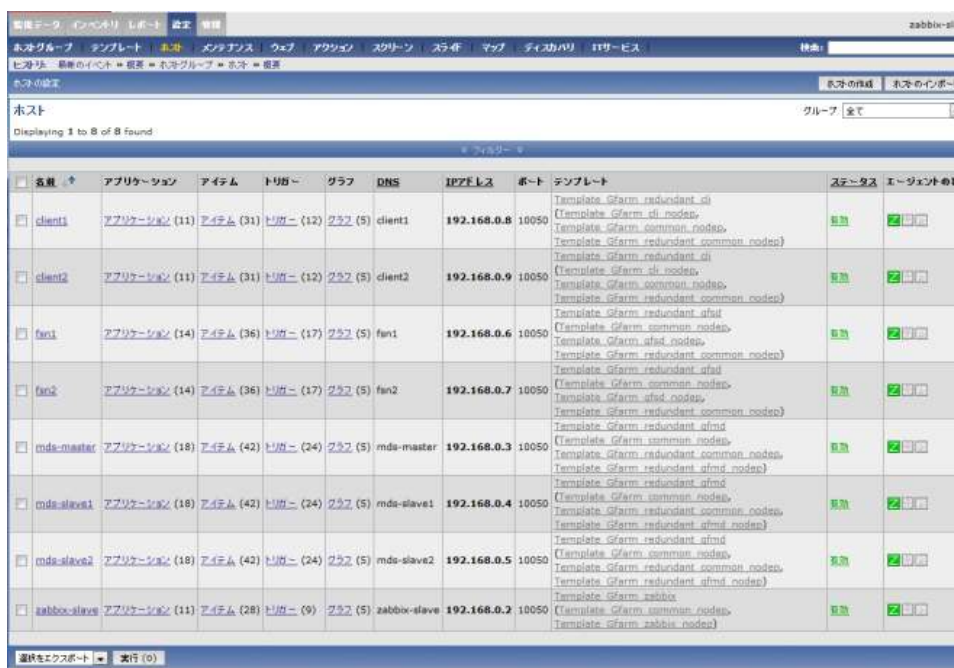 監視データ インベントリ レポート 設定 管理
zabbix-sl
ホストグループ テンプレート ホスト メンテナンス ウェブ アクション スクリーン スライド マップ ディスカバリ ITサービス 検索:
ヒストリ: 最新のイベント » 概要 » ホストグループ » ホスト » 概要
ホストの設定 ホストの作成 ホストのインポー
ホスト グループ 全て
Displaying 1 to 8 of 8 found
フィルター
名前 アプリケーション アイテム トリガー グラフ DNS IPアドレス ポート テンプレート ステータス エージェントの
Template_Gfarm_redundant_cli
client1 アプリケーション (11) アイテム (31) トリガー (12) グラフ (5) client1 192.168.0.8 10050 (Template_Gfarm_cli_nodep, 有効 Z
Template_Gfarm_common_nodep,
Template_Gfarm_redundant_common_nodep)
Template_Gfarm_redundant_cli
client2 アプリケーション (11) アイテム (31) トリガー (12) グラフ (5) client2 192.168.0.9 10050 (Template_Gfarm_cli_nodep, 有効 Z
Template_Gfarm_common_nodep,
Template_Gfarm_redundant_common_nodep)
Template_Gfarm_redundant_gfsd
fsn1 アプリケーション (14) アイテム (36) トリガー (17) グラフ (5) fsn1 192.168.0.6 10050 (Template_Gfarm_common_nodep, 有効 Z
Template_Gfarm_gfsd_nodep,
Template_Gfarm_redundant_common_nodep)
Template_Gfarm_redundant_gfsd
fsn2 アプリケーション (14) アイテム (36) トリガー (17) グラフ (5) fsn2 192.168.0.7 10050 (Template_Gfarm_common_nodep, 有効 Z
Template_Gfarm_gfsd_nodep,
Template_Gfarm_redundant_common_nodep)
Template_Gfarm_redundant_gfmd
mds-master アプリケーション (18) アイテム (42) トリガー (24) グラフ (5) mds-master 192.168.0.3 10050 (Template_Gfarm_common_nodep, 有効 Z
Template_Gfarm_redundant_common_nodep,
Template_Gfarm_redundant_gfmd_nodep)
Template_Gfarm_redundant_gfmd
mds-slave1 アプリケーション (18) アイテム (42) トリガー (24) グラフ (5) mds-slave1 192.168.0.4 10050 (Template_Gfarm_common_nodep, 有効 Z
Template_Gfarm_redundant_common_nodep,
Template_Gfarm_redundant_gfmd_nodep)
Template_Gfarm_redundant_gfmd
mds-slave2 アプリケーション (18) アイテム (42) トリガー (24) グラフ (5) mds-slave2 192.168.0.5 10050 (Template_Gfarm_common_nodep, 有効 Z
Template_Gfarm_redundant_common_nodep,
Template_Gfarm_redundant_gfmd_nodep)
Template_Gfarm_zabbix
zabbix-slave アプリケーション (11) アイテム (28) トリガー (9) グラフ (5) zabbix-slave 192.168.0.2 10050 (Template_Gfarm_common_nodep, 有効 Z
Template_Gfarm_zabbix_nodep)
選択をエクスポート 実行 (0)